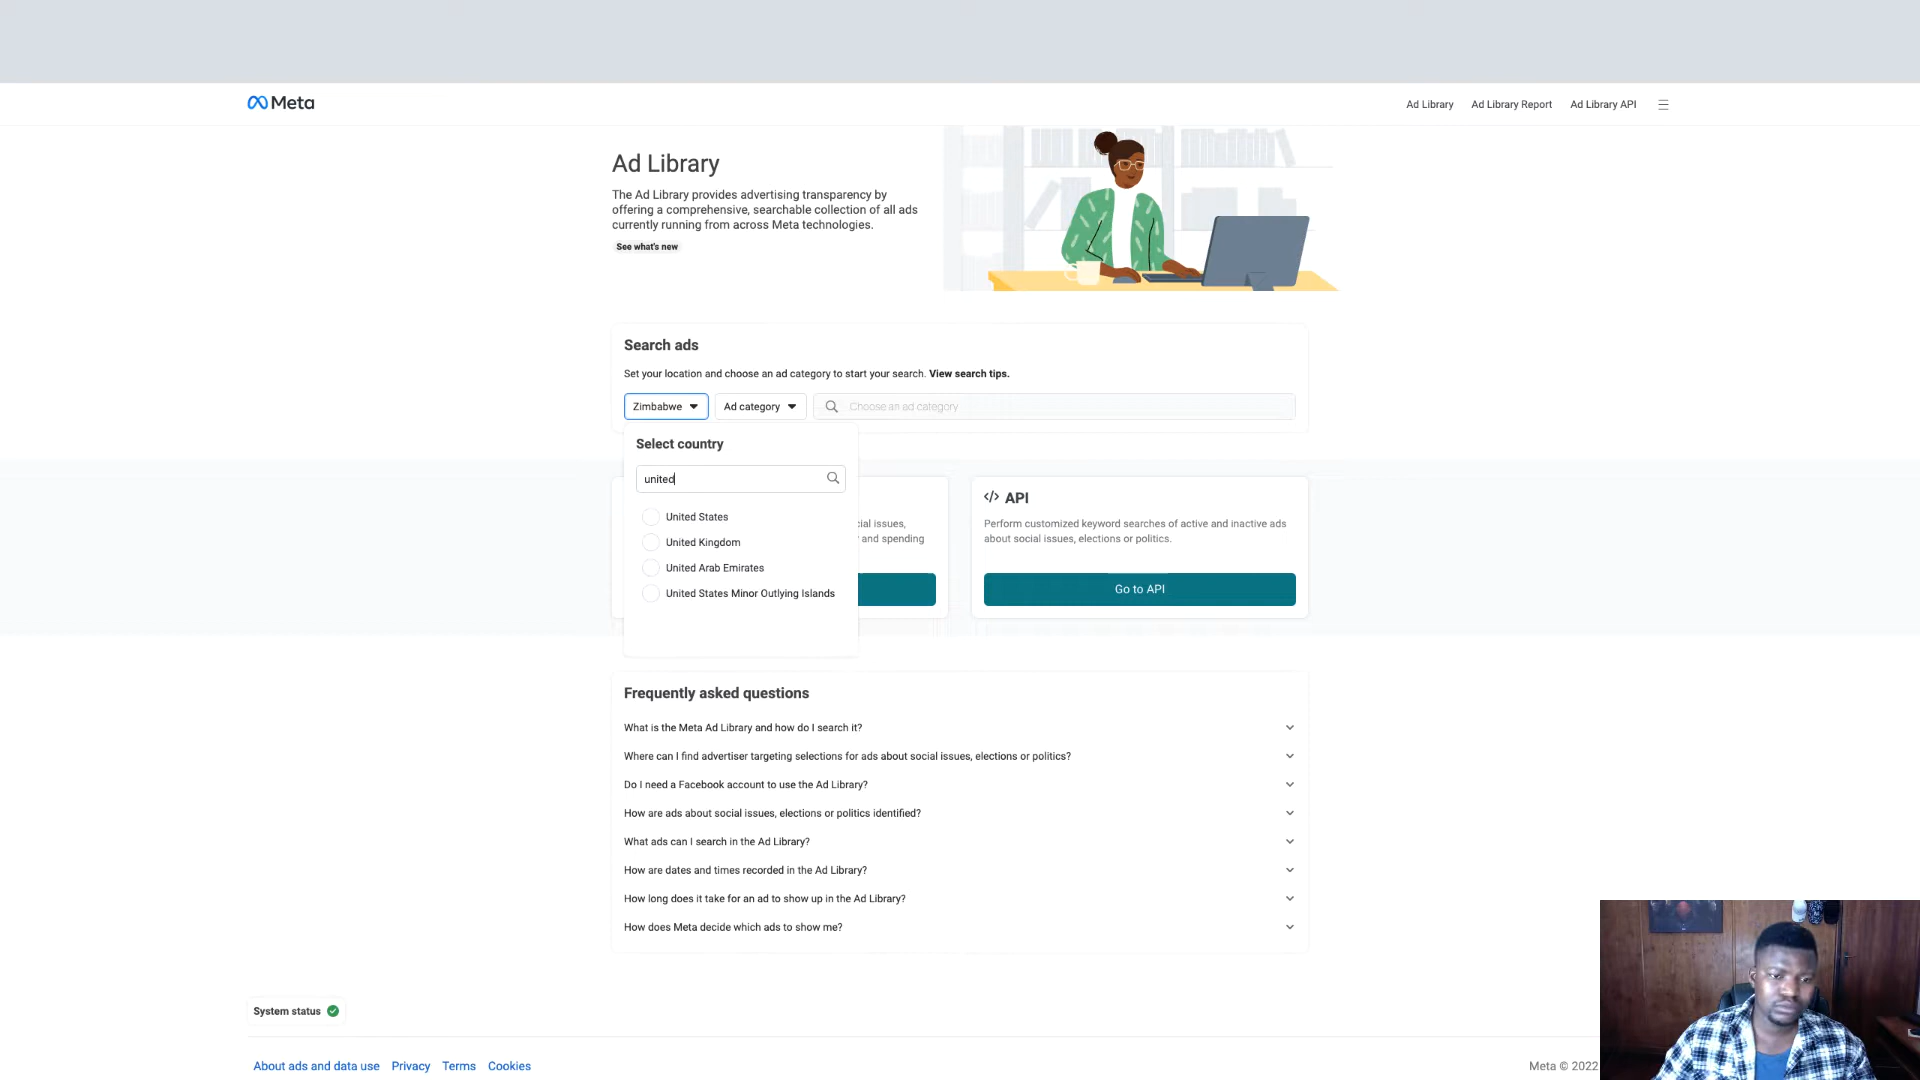 Meta
Ad Library
Ad Library Report
Ad Library API
Ad Library
The Ad Library provides advertising transparency by
offering a comprehensive, searchable collection of all ads
currently running from across Meta technologies.
See what's new
Search ads
Set your location and choose an ad category to start your search. View search tips.
Zimbabwe
Ad category
Choose an ad category
Select country
united
United States
United Kingdom
United Arab Emirates
United States Minor Outlying Islands
cial issues,
and spending
</> API
Perform customized keyword searches of active and inactive ads
about social issues, elections or politics.
Go to API
Frequently asked questions
What is the Meta Ad Library and how do I search it?
Where can I find advertiser targeting selections for ads about social issues, elections or politics?
Do I need a Facebook account to use the Ad Library?
How are ads about social issues, elections or politics identified?
What ads can I search in the Ad Library?
How are dates and times recorded in the Ad Library?
How long does it take for an ad to show up in the Ad Library?
How does Meta decide which ads to show me?
System status
About ads and data use
Privacy
Terms
Cookies
Meta © 2022